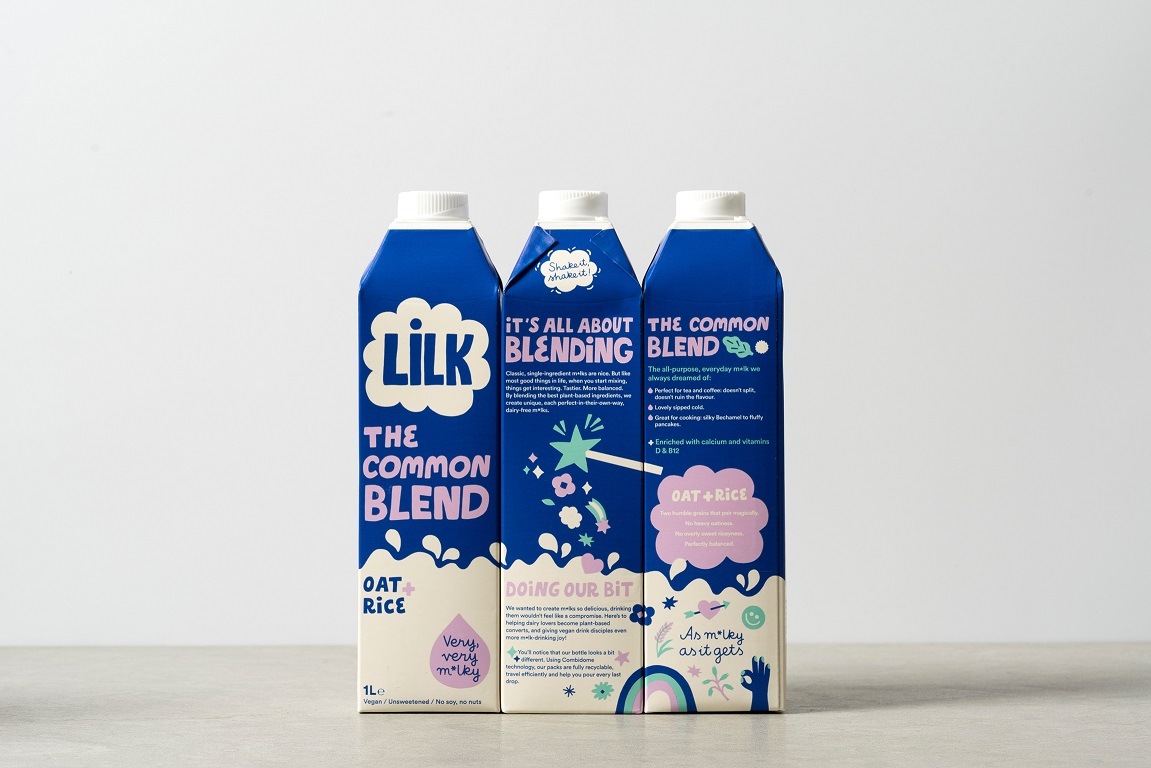 LiLK
THE
COMMON
BLEND
OAT+
RiCE
Very,
very
m*lky
1L℮
Vegan / Unsweetened / No soy, no nuts
Shake it,
shake it!
iT'S ALL ABOUT
BLENDiNG
Classic, single-ingredient m*lks are nice. But like
most good things in life, when you start mixing,
things get interesting. Tastier. More balanced.
By blending the best plant-based ingredients, we
create unique, each perfect-in-their-own-way,
dairy-free m*lks.
DOiNG OUR BiT
We wanted to create m*lks so delicious, drinking
them wouldn't feel like a compromise. Here's to
helping dairy lovers become plant-based
converts, and giving vegan drink disciples even
more m*lk-drinking joy!
You'll notice that our bottle looks a bit
different. Using Combidome
technology, our packs are fully recyclable,
travel efficiently and help you pour every last
drop.
THE COMMON
BLEND
The all-purpose, everyday m*lk we
always dreamed of:
Perfect for tea and coffee: doesn't split,
doesn't ruin the flavour.
Lovely sipped cold.
Great for cooking: silky Bechamel to fluffy
pancakes.
+ Enriched with calcium and vitamins
D & B12
OAT+RiCE
Two humble grains that pair magically.
No heavy oatness.
No overly sweet riceyness.
Perfectly balanced.
As m*lky
as it gets